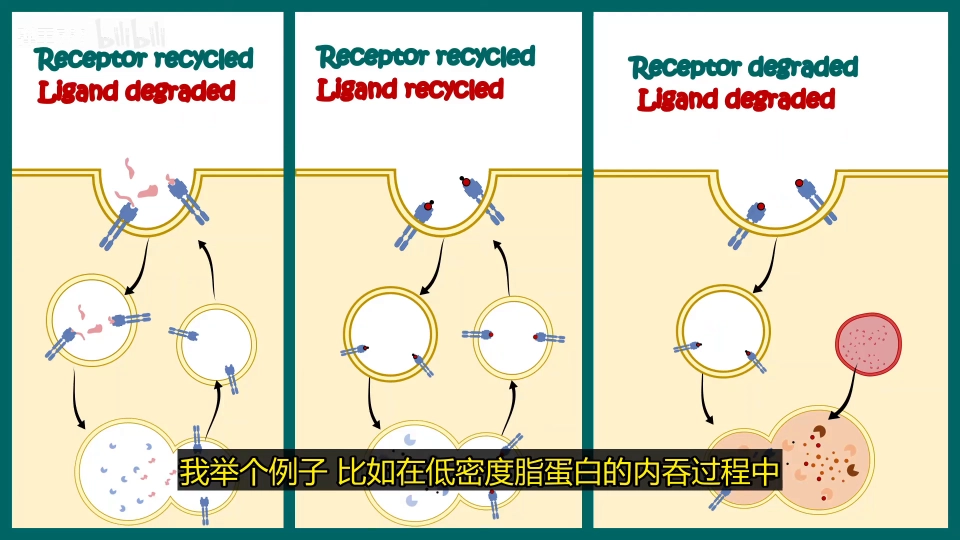 bilibili
Receptor recycled
Ligand degraded
Receptor recycled
Ligand recycled
Receptor degraded
Ligand degraded
我举个例子 比如在低密度脂蛋白的内吞过程中